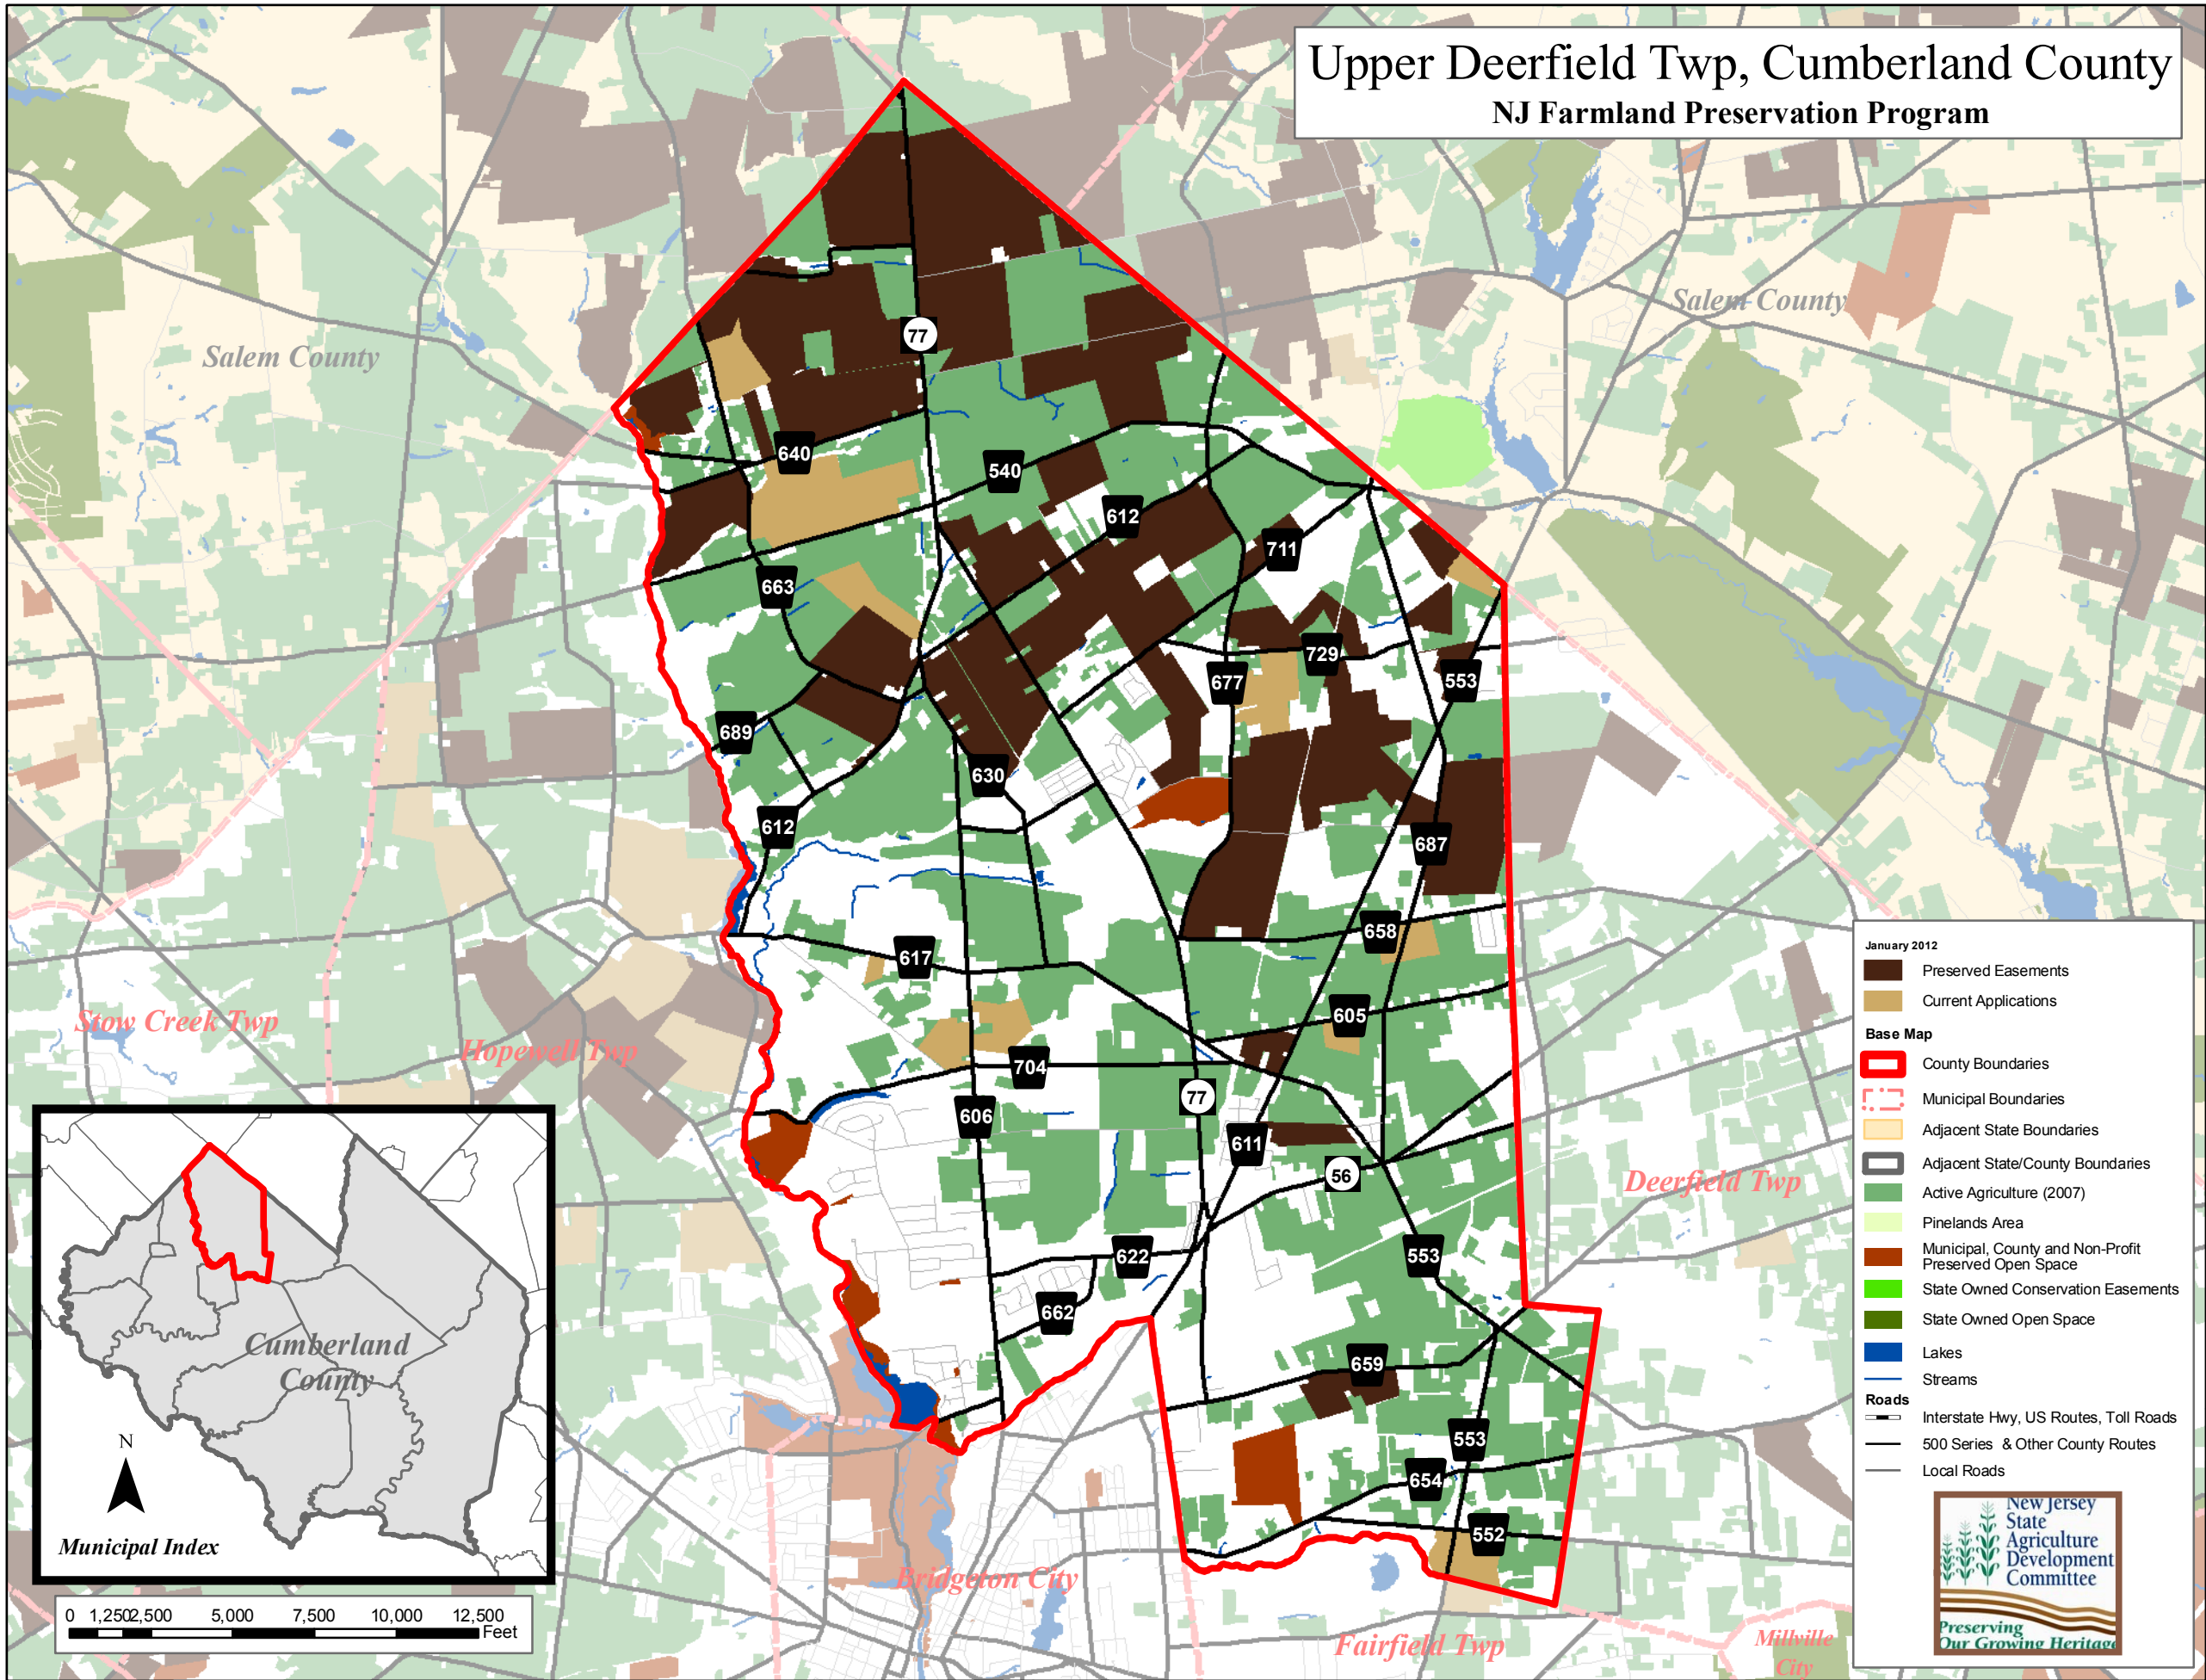 Upper Deerfield Twp, Cumberland County
NJ Farmland Preservation Program
Salem County
Salem County
77
640
540
612
711
663
729
677
553
689
630
612
687
658
617
605
Stow Creek Twp
Hopewell Twp
704
77
606
611
56
Deerfield Twp
553
622
662
659
553
654
552
Bridgeton City
Fairfield Twp
Millville
City
January 2012
Preserved Easements
Current Applications
Base Map
County Boundaries
Municipal Boundaries
Adjacent State Boundaries
Adjacent State/County Boundaries
Active Agriculture (2007)
Pinelands Area
Municipal, County and Non-Profit
Preserved Open Space
State Owned Conservation Easements
State Owned Open Space
Lakes
Streams
Roads
Interstate Hwy, US Routes, Toll Roads
500 Series & Other County Routes
Local Roads
New Jersey
State
Agriculture
Development
Committee
Preserving
Our Growing Heritage
Cumberland
County
N
Municipal Index
0 1,250 2,500 5,000 7,500 10,000 12,500
Feet